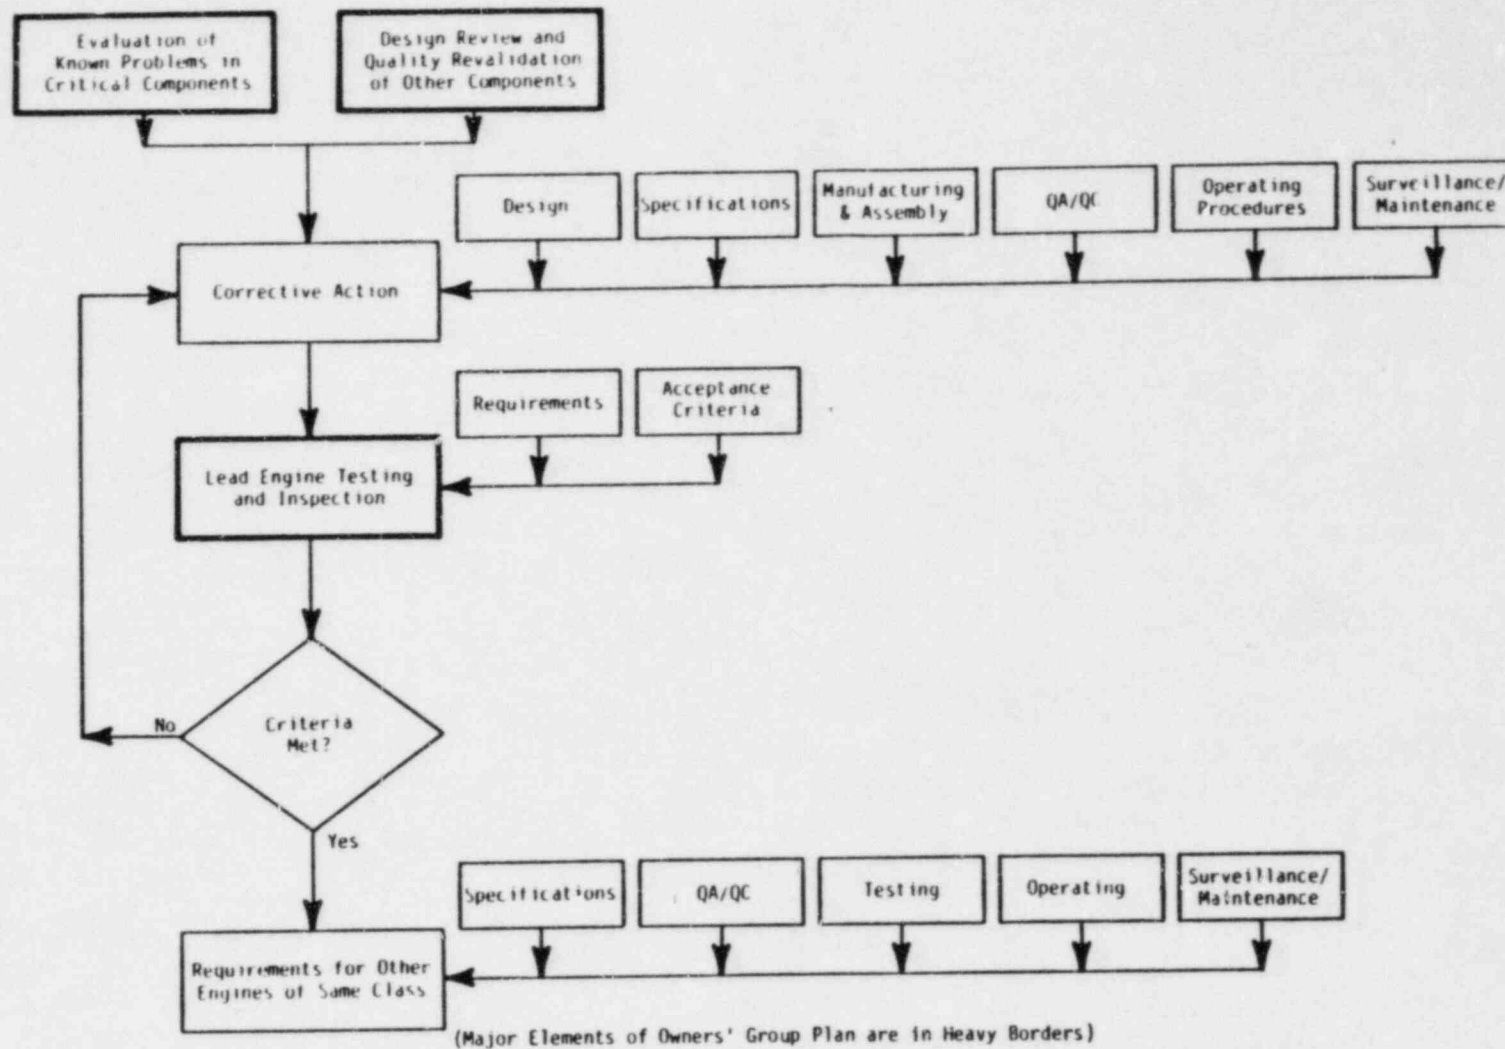 Evaluation of
Known Problems in
Critical Components
Design Review and
Quality Revalidation
of Other Components
Design
Specifications
Manufacturing
& Assembly
QA/QC
Operating
Procedures
Surveillance/
Maintenance
Corrective Action
Requirements
Acceptance
Criteria
Lead Engine Testing
and Inspection
Criteria
Met?
No
Yes
Specifications
QA/QC
Testing
Operating
Surveillance/
Maintenance
Requirements for Other
Engines of Same Class
(Major Elements of Owners' Group Plan are in Heavy Borders)